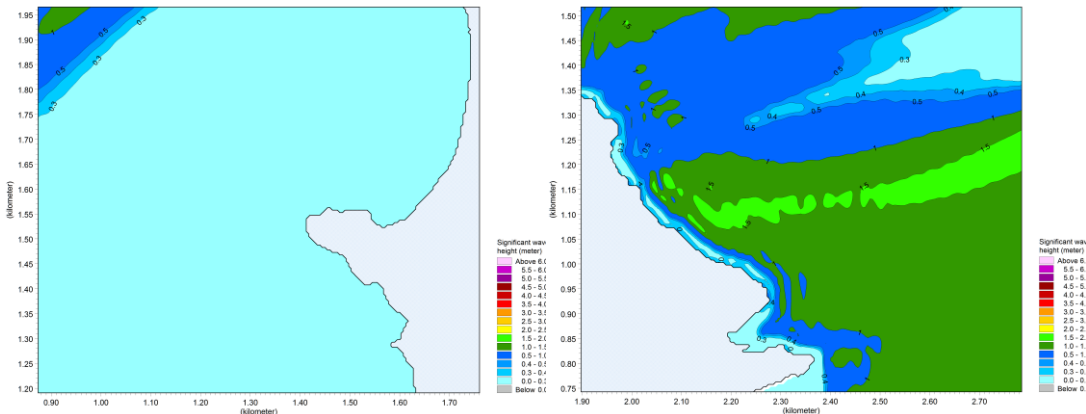 1.95
1.90
1.85
1.80
1.75
1.70
1.65
1.60
1.55
1.50
1.45
1.40
1.35
1.30
1.25
1.20
(kilometer)
0.90 1.00 1.10 1.20 1.30 1.40 1.50 1.60 1.70
(kilometer)
1
0.5
0.3
0.5
0.3
Significant wav
height (meter)
Above 6.0
5.5 - 6.
5.0 - 5.
4.5 - 5.
4.0 - 4.
3.5 - 4.
3.0 - 3.
2.5 - 3.
2.0 - 2.
1.5 - 2.
1.0 - 1.
0.5 - 1.
0.4 - 0.
0.3 - 0.
0.0 - 0.
Below 0.0
1.50
1.45
1.40
1.35
1.30
1.25
1.20
1.15
1.10
1.05
1.00
0.95
0.90
0.85
0.80
0.75
(kilometer)
1.90 2.00 2.10 2.20 2.30 2.40 2.50 2.60 2.70
(kilometer)
1.5
1
0.5
0.4
0.3
0.5
0.3
0.4
0.4
0.5
0.5
0.4
0.5
1
1
1.5
1.5
1.5
0.3
0.5
1
0.3
0.4
1
1
Significant wav
height (meter)
Above 6.
5.5 - 6.
5.0 - 5.
4.5 - 5.
4.0 - 4.
3.5 - 4.
3.0 - 3.
2.5 - 3.
2.0 - 2.
1.5 - 2.
1.0 - 1.
0.5 - 1.
0.4 - 0.
0.3 - 0.
0.0 - 0.
Below 0.